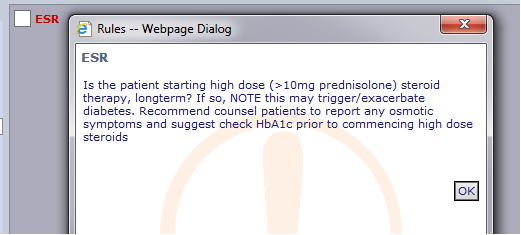 ESR
Rules -- Webpage Dialog
ESR
Is the patient starting high dose (>10mg prednisolone) steroid
therapy, longterm? If so, NOTE this may trigger/exacerbate
diabetes. Recommend counsel patients to report any osmotic
symptoms and suggest check HbA1c prior to commencing high dose
steroids
OK